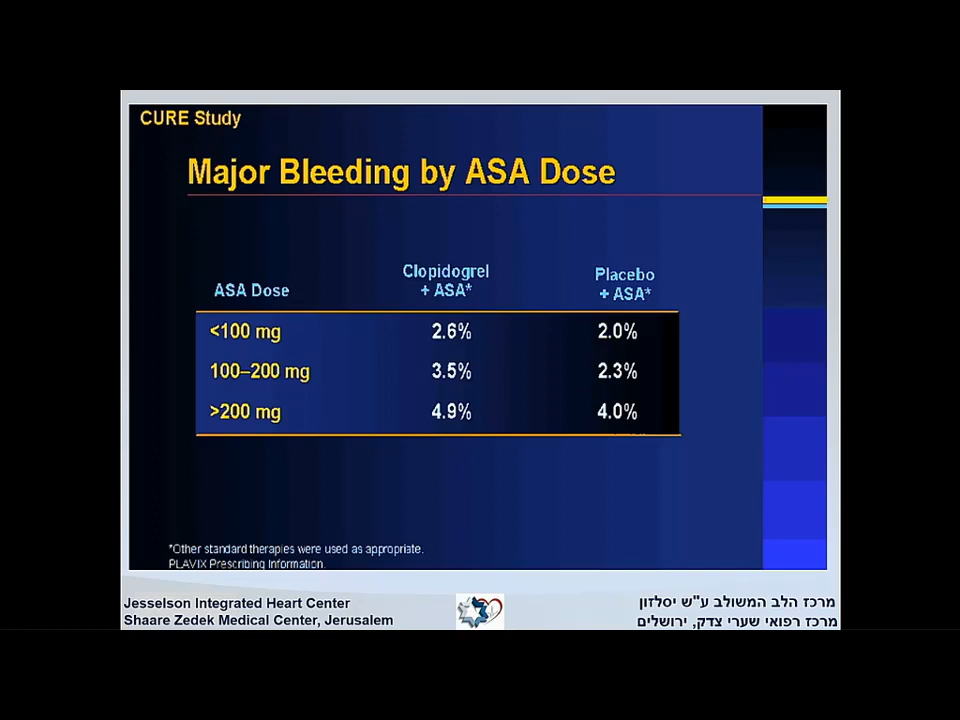 CURE Study
Major Bleeding by ASA Dose
ASA Dose
Clopidogrel
+ ASA*
Placebo
+ ASA*
<100 mg 2.6% 2.0%
100–200 mg 3.5% 2.3%
>200 mg 4.9% 4.0%
*Other standard therapies were used as appropriate.
PLAVIX Prescribing Information.
Jesselson Integrated Heart Center
Shaare Zedek Medical Center, Jerusalem
מרכז הלב המשולב ע"ש יסלזון
מרכז רפואי שערי צדק, ירושלים